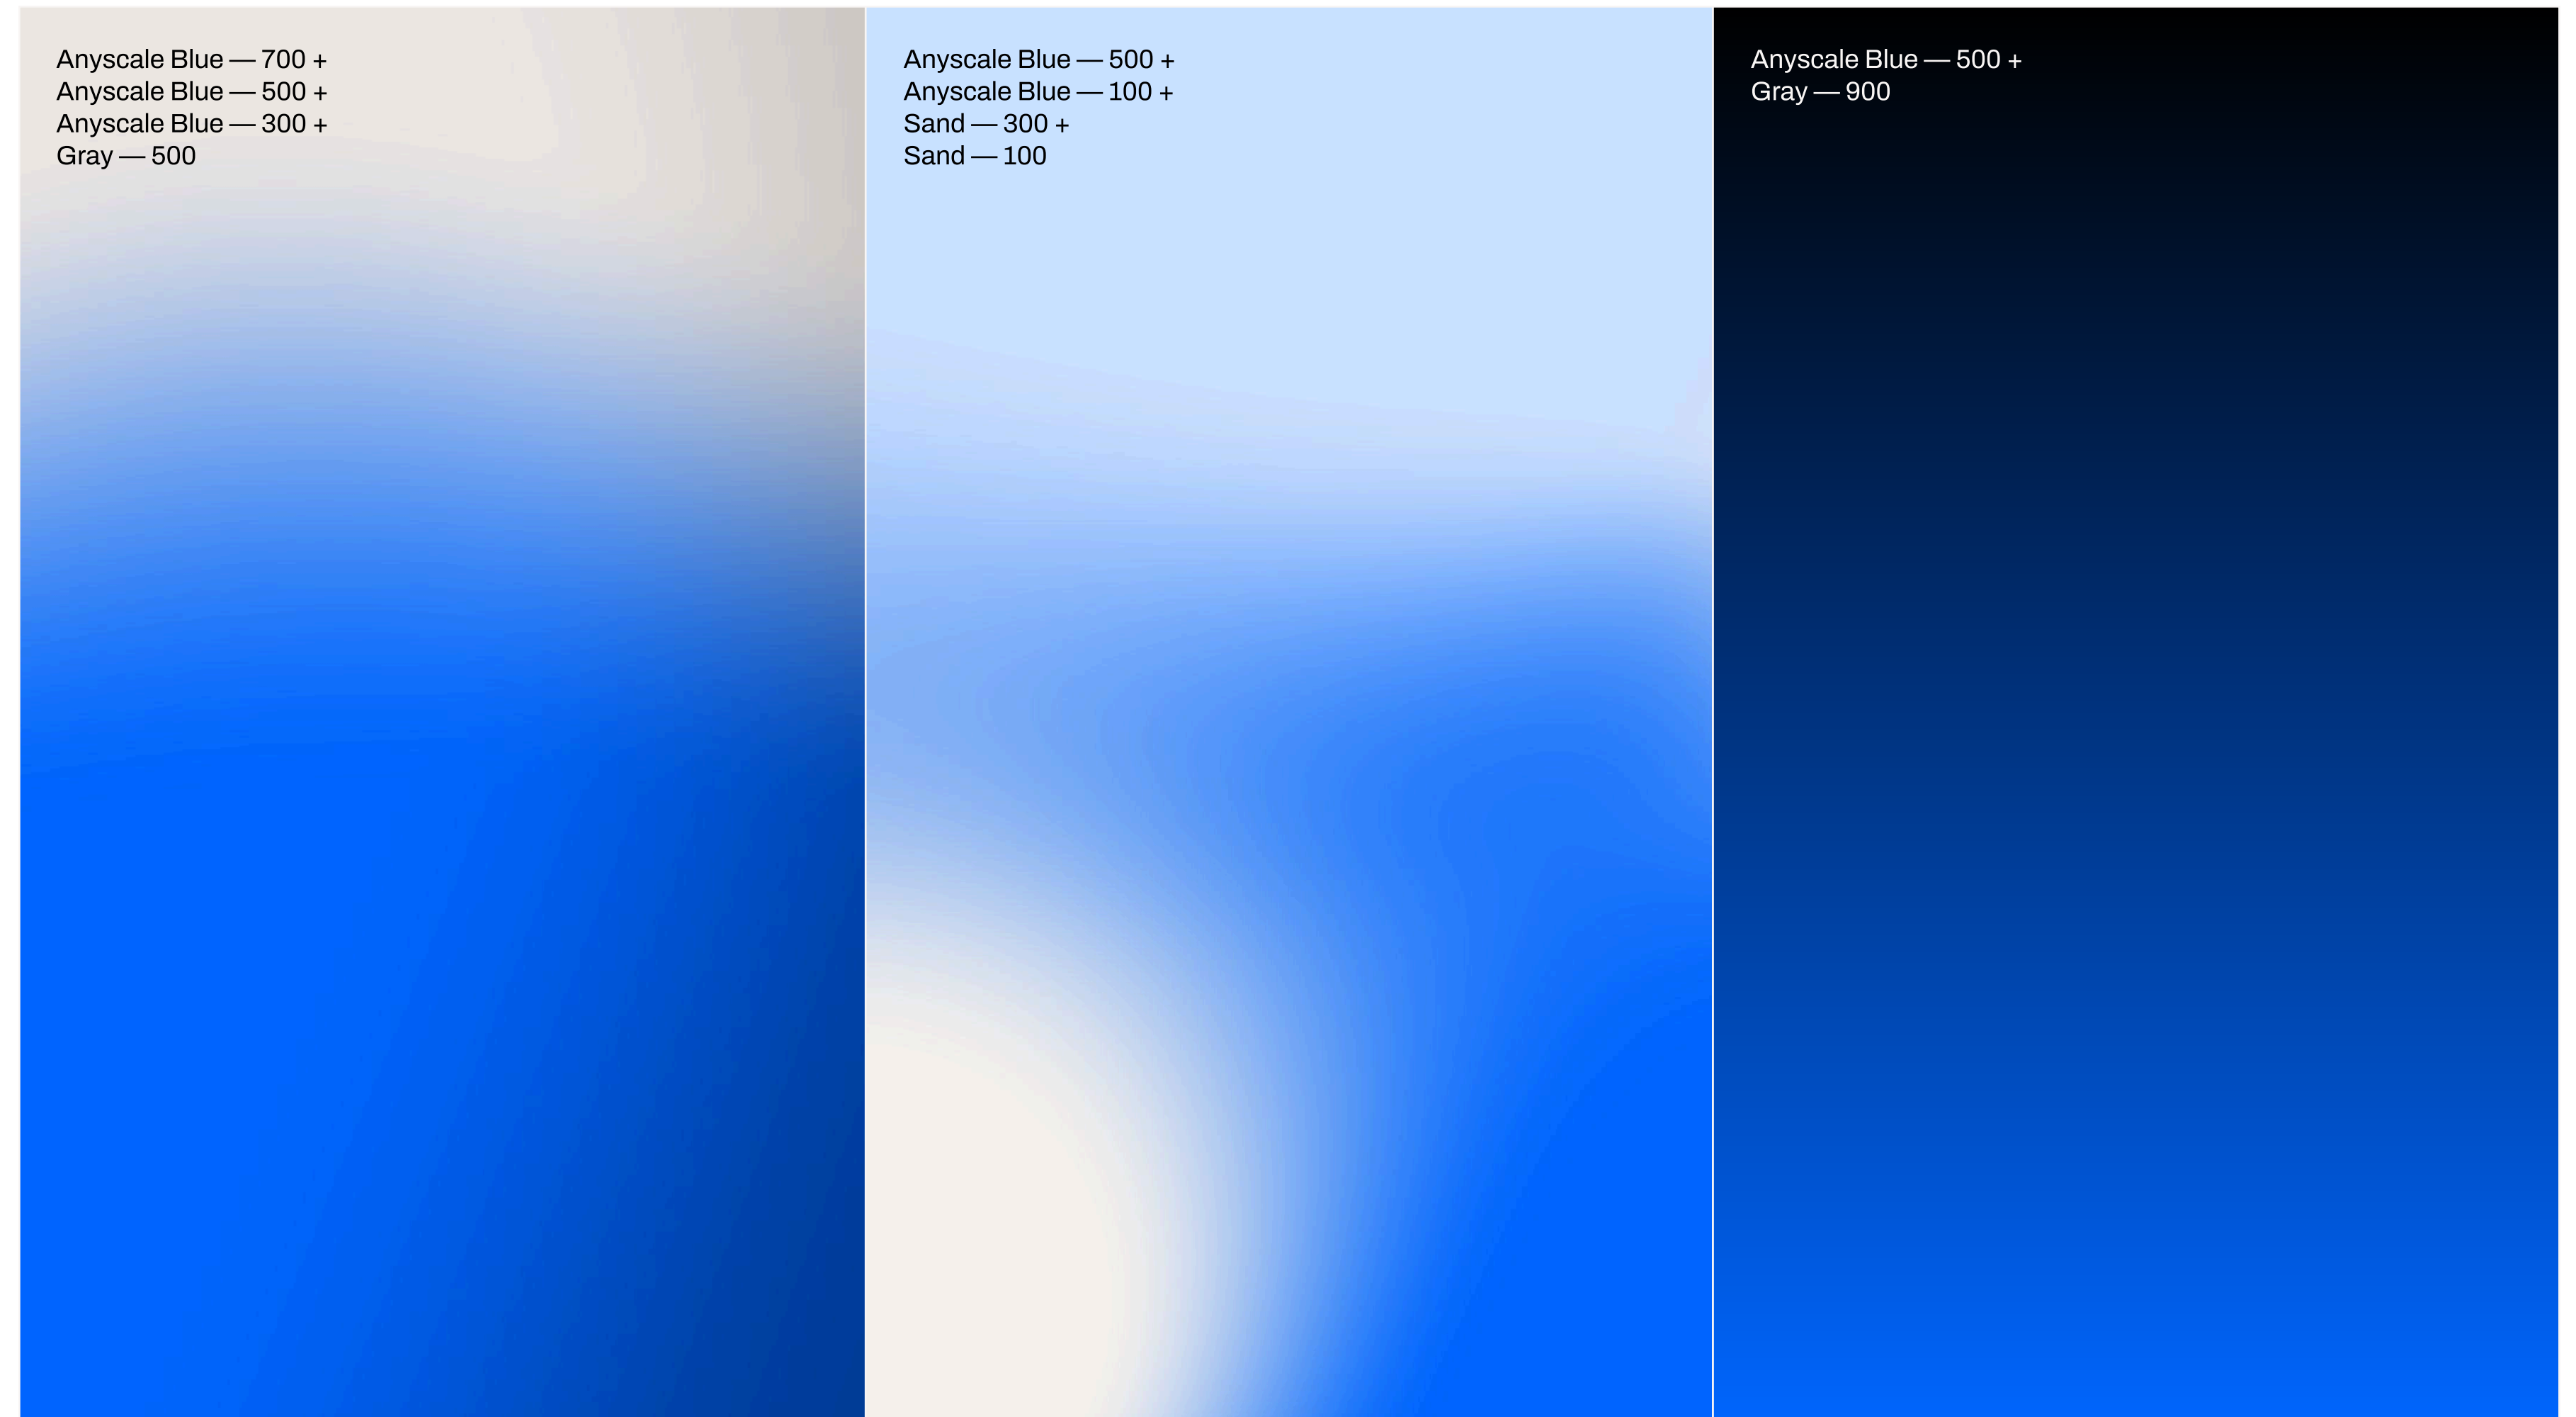 Anyscale Blue — 700 +
Anyscale Blue — 500 +
Anyscale Blue — 300 +
Gray — 500
Anyscale Blue — 500 +
Anyscale Blue — 100 +
Sand — 300 +
Sand — 100
Anyscale Blue — 500 +
Gray — 900